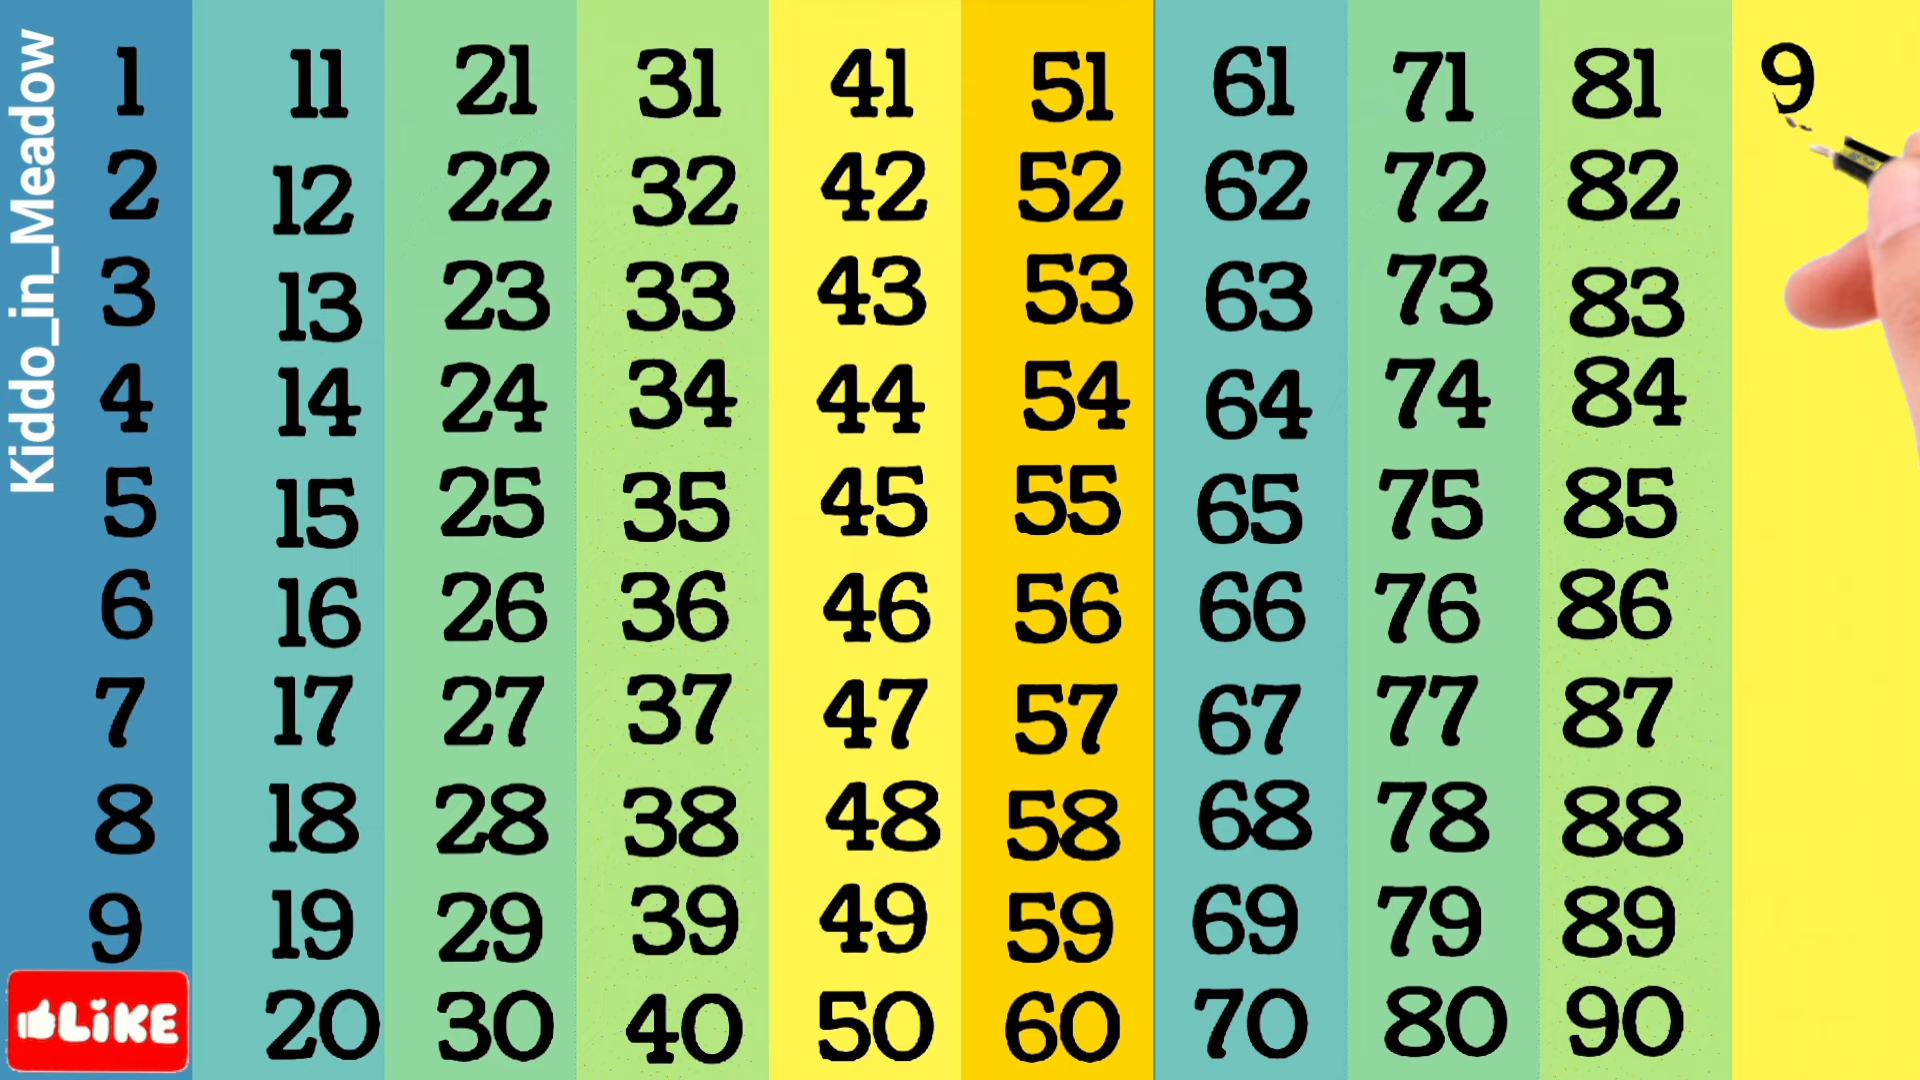 Kiddo_in_Meadow
1 11 21 31 41 51 61 71 81 9
2 12 22 32 42 52 62 72 82
3 13 23 33 43 53 63 73 83
4 14 24 34 44 54 64 74 84
5 15 25 35 45 55 65 75 85
6 16 26 36 46 56 66 76 86
7 17 27 37 47 57 67 77 87
8 18 28 38 48 58 68 78 88
9 19 29 39 49 59 69 79 89
LiKE 20 30 40 50 60 70 80 90